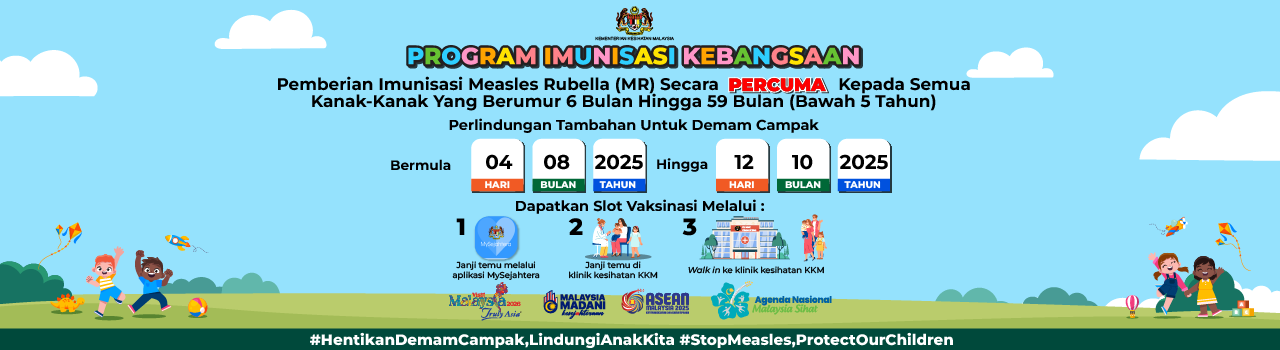 KEMENTERIAN KESIHATAN MALAYSIA
PROGRAM IMUNISASI KEBANGSAAN
Pemberian Imunisasi Measles Rubella (MR) Secara PERCUMA Kepada Semua
Kanak-Kanak Yang Berumur 6 Bulan Hingga 59 Bulan (Bawah 5 Tahun)
Perlindungan Tambahan Untuk Demam Campak
Bermula 04 08 2025 Hingga 12 10 2025
HARI BULAN TAHUN HARI BULAN TAHUN
Dapatkan Slot Vaksinasi Melalui :
1 2 3
MySejahtera
Janji temu melalui
aplikasi MySejahtera
Janji temu di
klinik kesihatan KKM
Walk in ke klinik kesihatan KKM
Visit
Malaysia 2026
Truly Asia
MALAYSIA
MADANI
ASEAN
MALAYSIA 2025
Agenda Nasional
Malaysia Sihat
#HentikanDemamCampak,LindungiAnakKita #StopMeasles,ProtectOurChildren